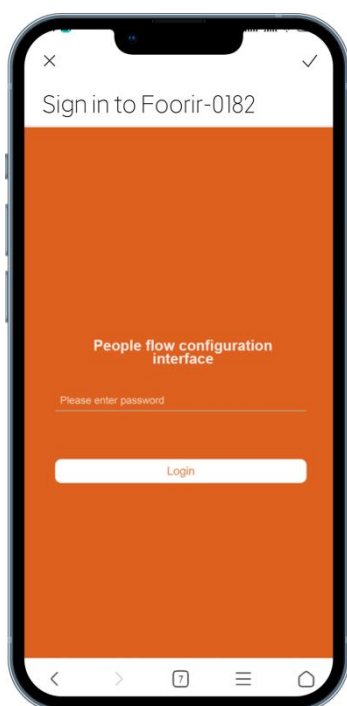 Sign in to Foorir-0182
People flow configuration
interface
Please enter password
Login
7